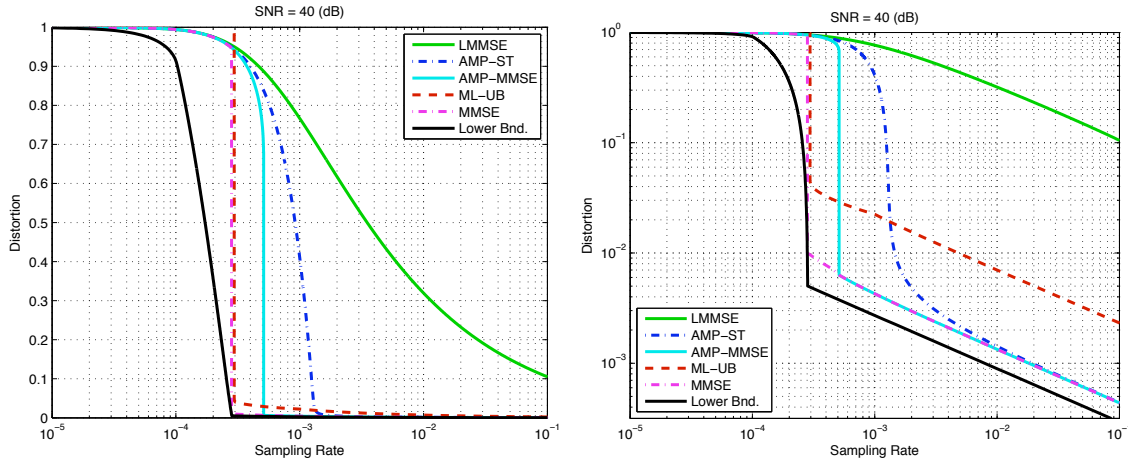 SNR = 40 (dB)
1
0.9
0.8
0.7
0.6
0.5
0.4
0.3
0.2
0.1
0
Distortion
10^-5
10^-4
10^-3
10^-2
10^-1
Sampling Rate
LMMSE
AMP-ST
AMP-MMSE
ML-UB
MMSE
Lower Bnd.
SNR = 40 (dB)
10^0
10^-1
10^-2
10^-3
Distortion
10^-5
10^-4
10^-3
10^-2
10^-1
Sampling Rate
LMMSE
AMP-ST
AMP-MMSE
ML-UB
MMSE
Lower Bnd.